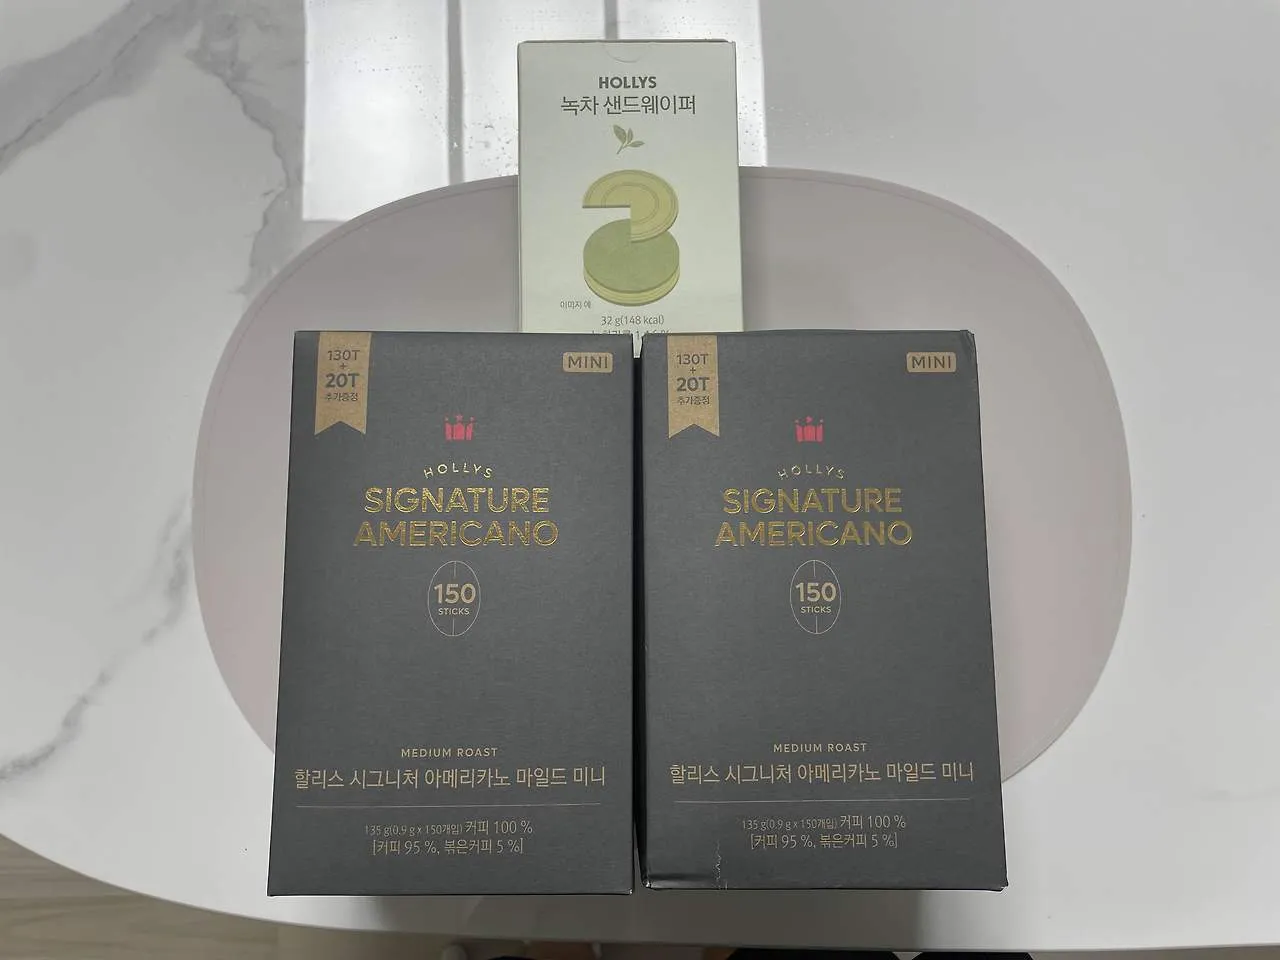 HOLLYS
녹차 샌드웨이퍼
이미지 예
32 g(148 kcal)
130T
+
20T
추가증정
MINI
HOLLYS
SIGNATURE
AMERICANO
150
STICKS
MEDIUM ROAST
할리스 시그니처 아메리카노 마일드 미니
135 g(0.9 g x 150개입) 커피 100 %
[커피 95 %, 볶은커피 5 %]
130T
+
20T
추가증정
MINI
HOLLYS
SIGNATURE
AMERICANO
150
STICKS
MEDIUM ROAST
할리스 시그니처 아메리카노 마일드 미니
135 g(0.9 g x 150개입) 커피 100 %
[커피 95 %, 볶은커피 5 %]